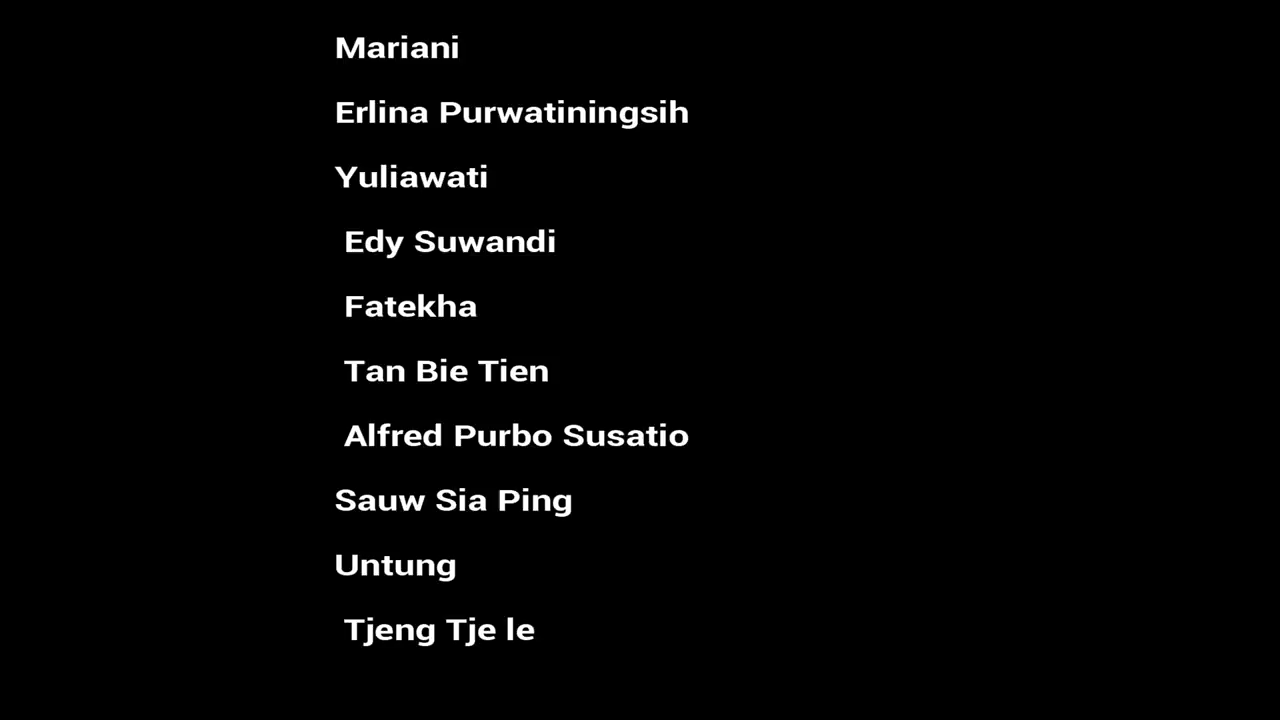 Mariani
Erlina Purwatiningsih
Yuliawati
Edy Suwandi
Fatekha
Tan Bie Tien
Alfred Purbo Susatio
Sauw Sia Ping
Untung
Tjeng Tje le